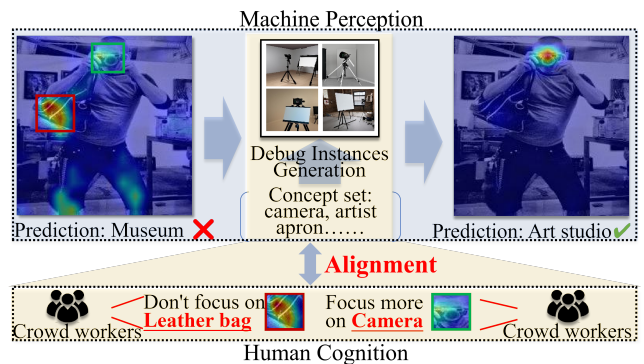 Machine Perception
Debug Instances
Generation
Concept set:
camera, artist
apron......
Prediction: Museum
Prediction: Art studio
Alignment
Don't focus on
Leather bag
Focus more
on Camera
Crowd workers
Crowd workers
Human Cognition